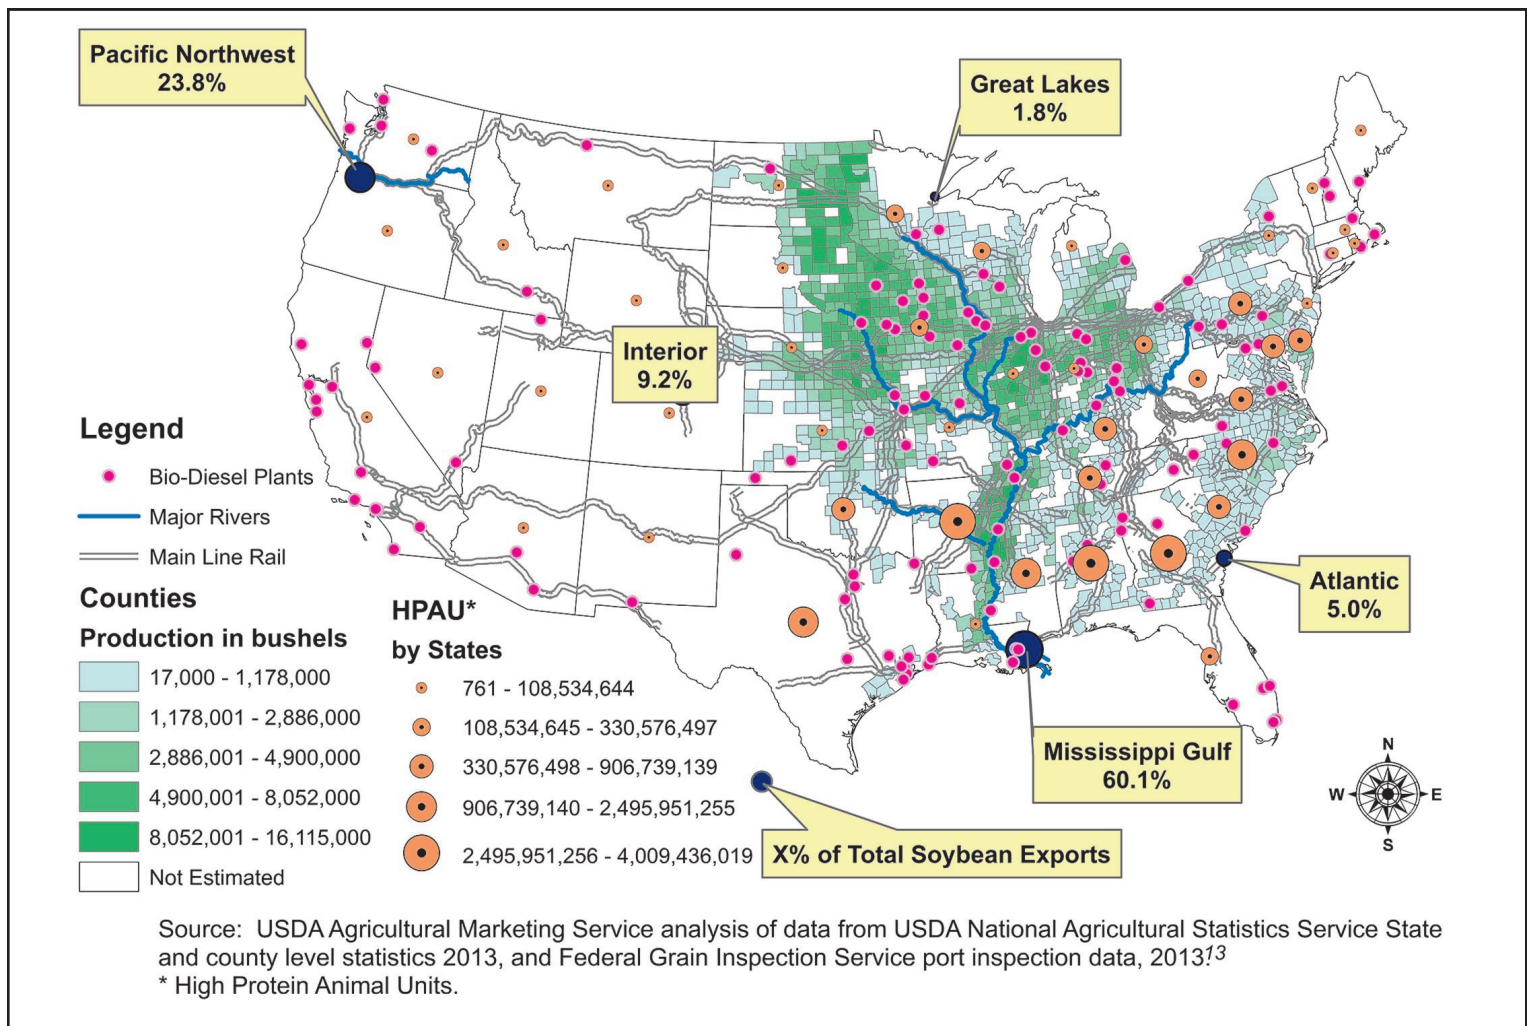 Pacific Northwest
23.8%
Great Lakes
1.8%
Interior
9.2%
Atlantic
5.0%
Mississippi Gulf
60.1%
X% of Total Soybean Exports
Legend
Bio-Diesel Plants
Major Rivers
Main Line Rail
Counties
Production in bushels
17,000 - 1,178,000
1,178,001 - 2,886,000
2,886,001 - 4,900,000
4,900,001 - 8,052,000
8,052,001 - 16,115,000
Not Estimated
HPAU*
by States
761 - 108,534,644
108,534,645 - 330,576,497
330,576,498 - 906,739,139
906,739,140 - 2,495,951,255
2,495,951,256 - 4,009,436,019
N
W E
S
Source: USDA Agricultural Marketing Service analysis of data from USDA National Agricultural Statistics Service State
and county level statistics 2013, and Federal Grain Inspection Service port inspection data, 2013.13
* High Protein Animal Units.